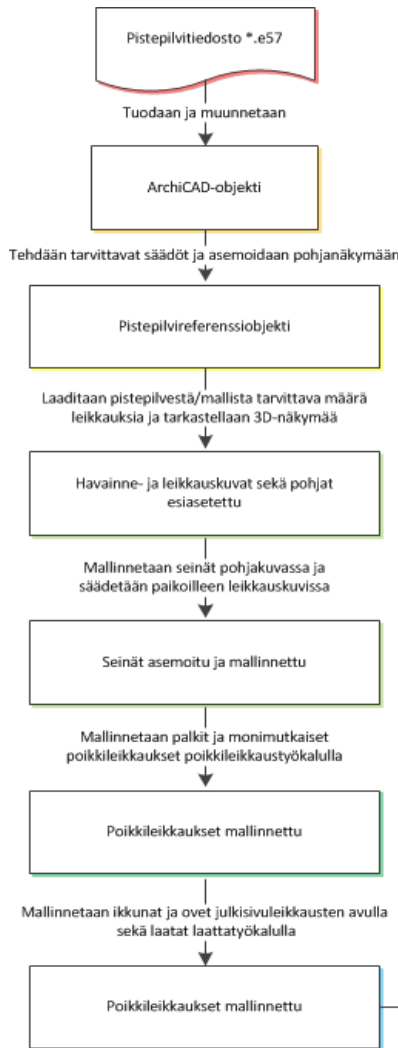 Pistepilvitiedosto *.e57
Tuodaan ja muunnetaan
ArchiCAD-objekti
Tehdään tarvittavat säädöt ja asemoidaan pohjanäkymään
Pistepilvireferenssiobjekti
Laaditaan pistepilvestä/mallista tarvittava määrä
leikkauksia ja tarkastellaan 3D-näkymää
Havainne- ja leikkauskuvat sekä pohjat
esiasetettu
Mallinnetaan seinät pohjakuvassa ja
säädetään paikoilleen leikkauskuvissa
Seinät asemoitu ja mallinnettu
Mallinnetaan palkit ja monimutkaiset
poikkileikkaukset poikkileikkaustyökalulla
Poikkileikkaukset mallinnettu
Mallinnetaan ikkunat ja ovet julkisivuleikkausten avulla
sekä laatat laattatyökalulla
Poikkileikkaukset mallinnettu